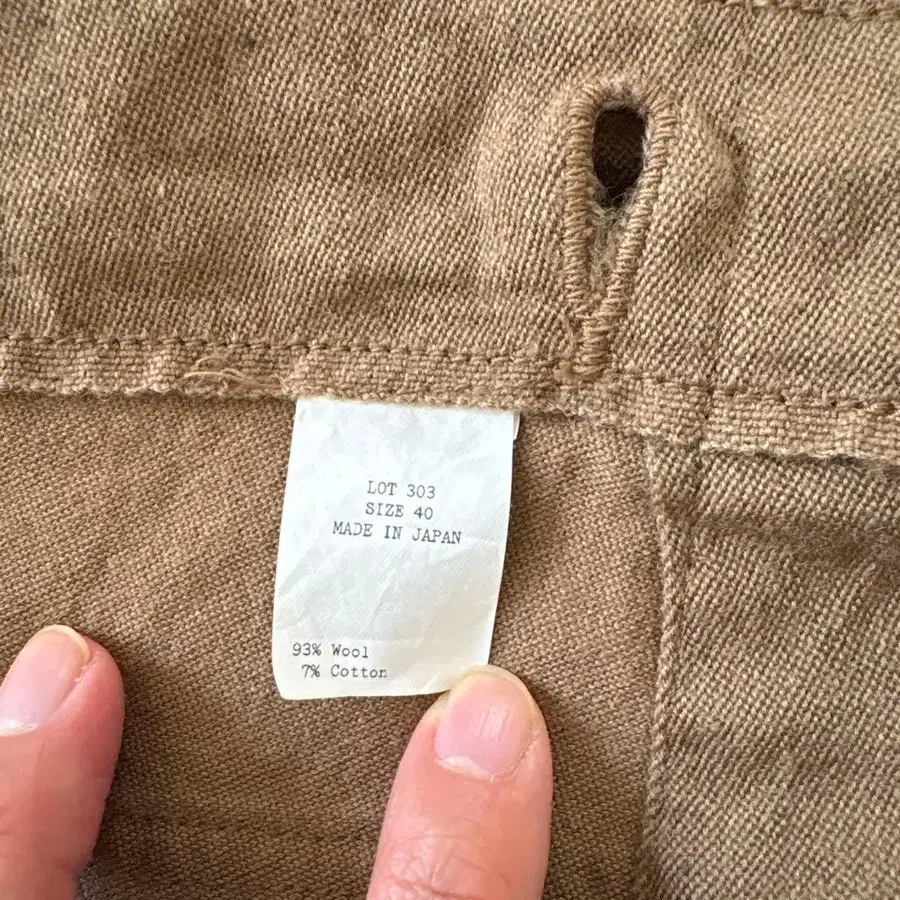 LOT 303
SIZE 40
MADE IN JAPAN
93% Wool
7% Cotton